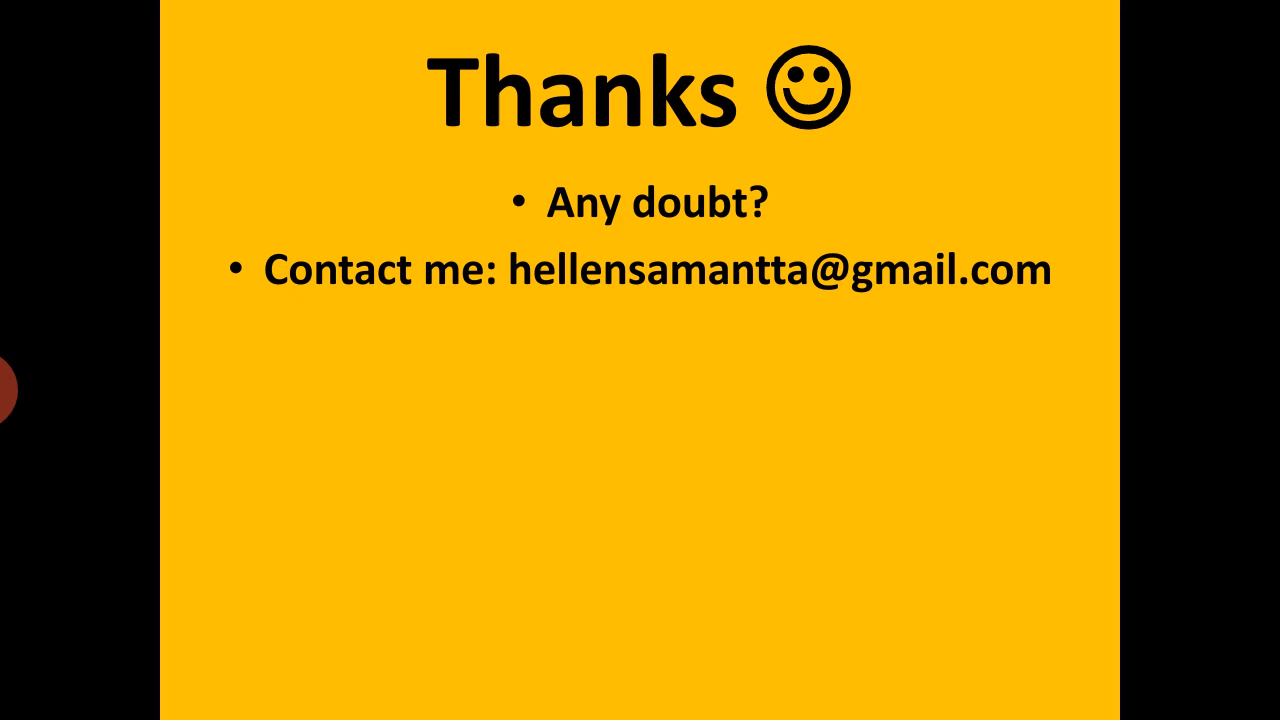 Thanks ☺
• Any doubt?
• Contact me: hellensamantta@gmail.com